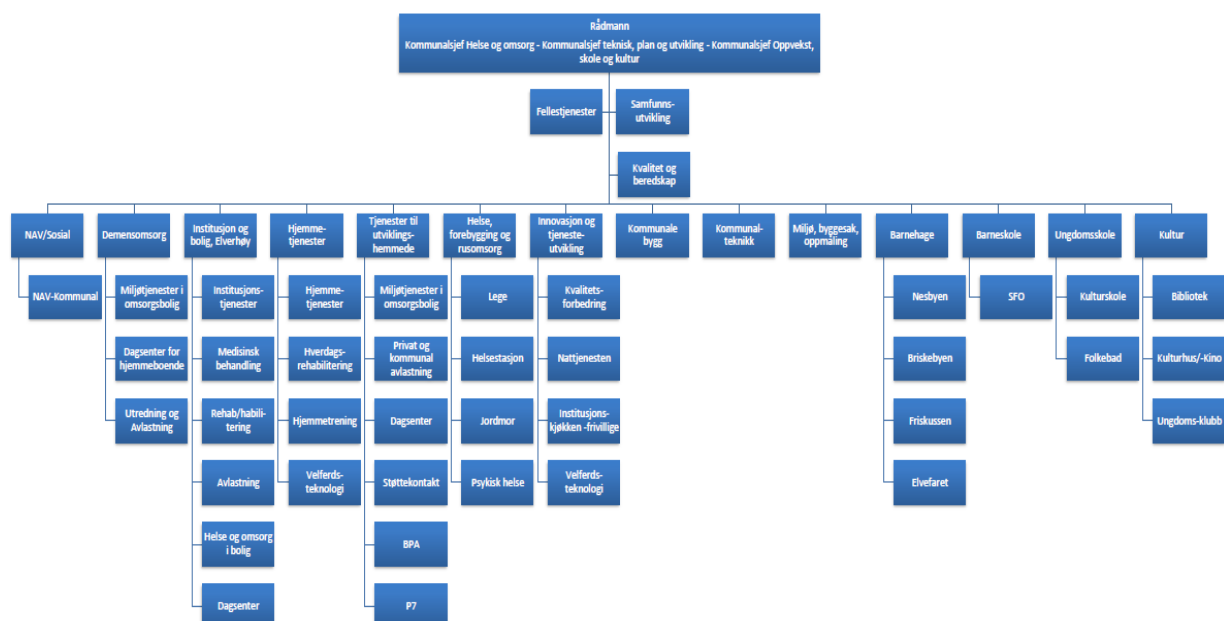 Rådmann
Kommunalsjef Helse og omsorg - Kommunalsjef teknisk, plan og utvikling - Kommunalsjef Oppvekst,
skole og kultur
Fellestjenester
Samfunns-
utvikling
Kvalitet og
beredskap
NAV/Sosial
Demensomsorg
Institusjon og
bolig, Elverhøy
Hjemme-
tjenester
Tjenester til
utviklings-
hemmede
Helse,
forebygging og
rusomsorg
Innovasjon og
tjeneste-
utvikling
Kommunale
bygg
Kommunal-
teknikk
Miljø, byggesak,
oppmåling
Barnehage
Barneskole
Ungdomsskole
Kultur
NAV-Kommunal
Miljøtjenester i
omsorgsbolig
Dagsenter for
hjemmeboende
Utredning og
Avlastning
Institusjons-
tjenester
Medisinsk
behandling
Rehab/habili-
tering
Avlastning
Helse og omsorg
i bolig
Dagsenter
Hjemme-
tjenester
Hverdags-
rehabilitering
Hjemmetrening
Velferds-
teknologi
Miljøtjenester i
omsorgsbolig
Privat og
kommunal
avlastning
Dagsenter
Støttekontakt
BPA
P7
Lege
Helsestasjon
Jordmor
Psykisk helse
Kvalitets-
forbedring
Nattjenesten
Institusjons-
kjøkken -frivillige
Velferds-
teknologi
Nesbyen
Briskebyen
Friskussen
Elvefaret
SFO
Kulturskole
Folkebad
Bibliotek
Kulturhus/-Kino
Ungdoms-klubb